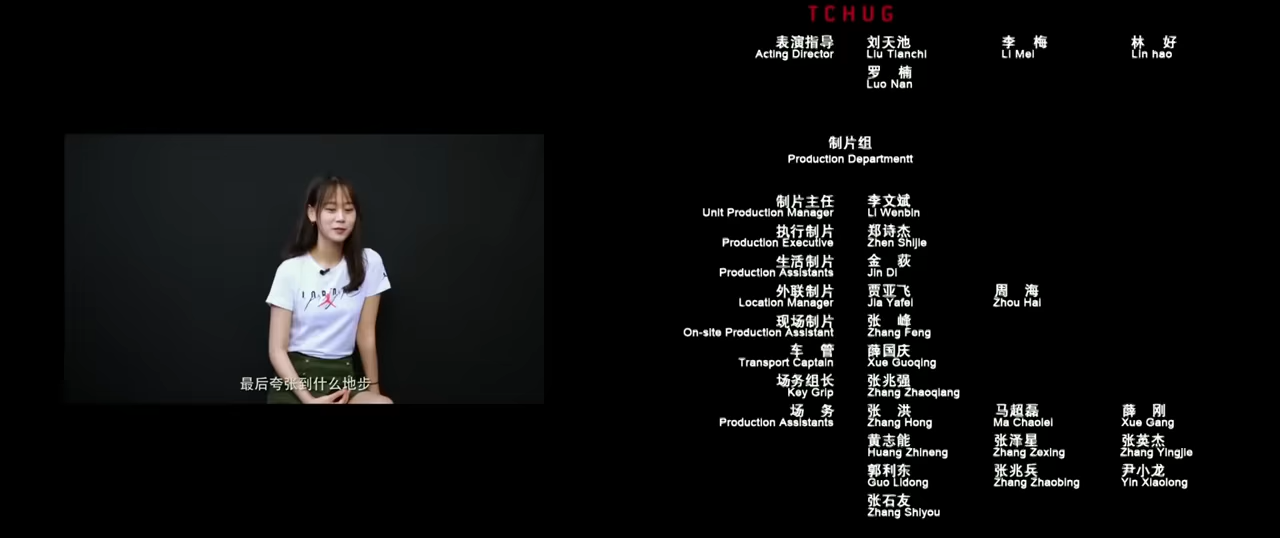 TCHUG
表演指导 刘天池 李 梅 林 好
Acting Director Liu Tianchi Li Mei Lin hao
罗 楠
Luo Nan
制片组
Production Departmentt
制片主任 李文斌
Unit Production Manager Li Wenbin
执行制片 郑诗杰
Production Executive Zhen Shijie
生活制片 金 荻
Production Assistants Jin Di
外联制片 贾亚飞 周 海
Location Manager Jia Yafei Zhou Hai
现场制片 张 峰
On-site Production Assistant Zhang Feng
车 管 薛国庆
Transport Captain Xue Guoqing
场务组长 张兆强
Key Grip Zhang Zhaoqiang
场 务 张 洪 马超磊 薛 刚
Production Assistants Zhang Hong Ma Chaolei Xue Gang
黄志能 张泽星 张英杰
Huang Zhineng Zhang Zexing Zhang Yingjie
郭利东 张兆兵 尹小龙
Guo Lidong Zhang Zhaobing Yin Xiaolong
张石友
Zhang Shiyou
最后夸张到什么地步